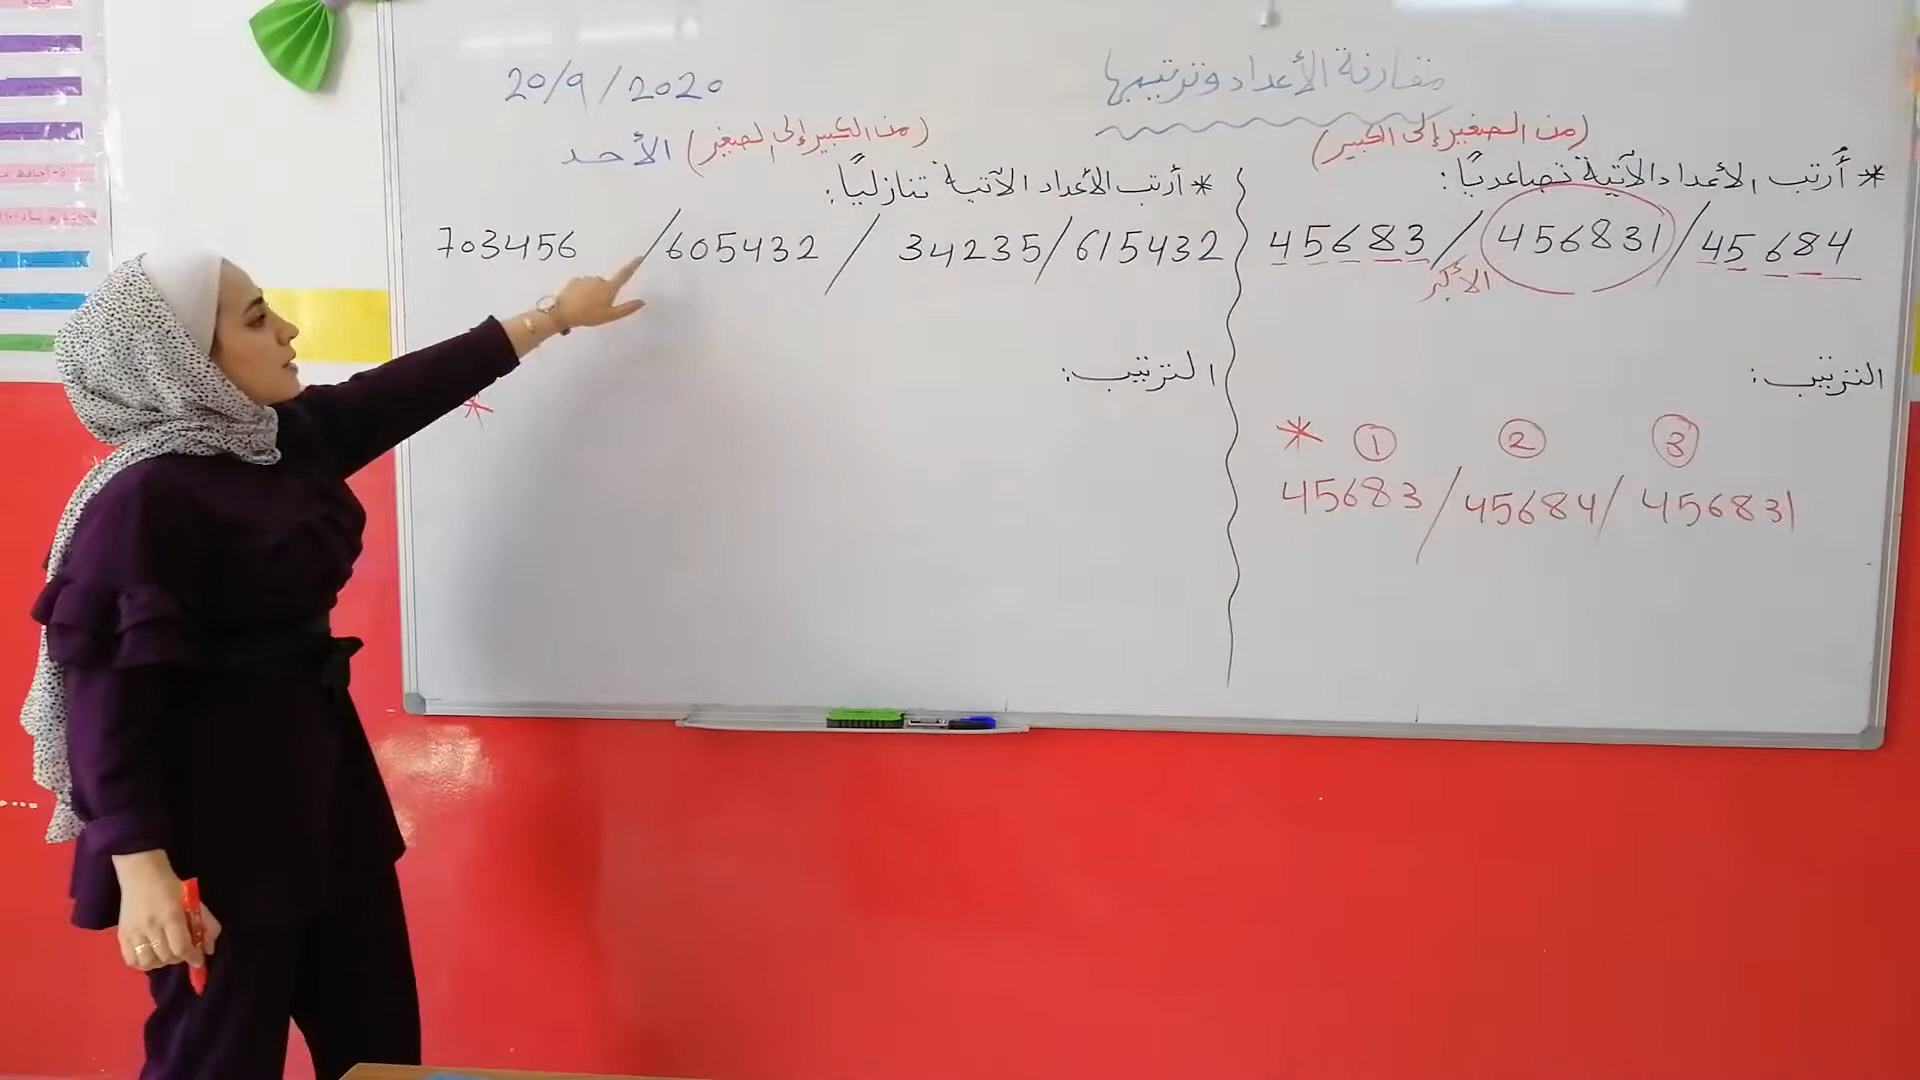 مقارنة الأعداد وترتيبها
20/9/2020
الأحد
(من الصغير إلى الكبير)
* أُرتب الأعداد الآتية تصاعديًا:
45683 / 456831 / 45684
الأكبر
الترتيب:
* ① ② ③
45683 / 45684 / 456831
(من الكبير إلى الصغير)
* أرتب الأعداد الآتية تنازليًا:
703456 / 605432 / 34235 / 615432
الترتيب:
*